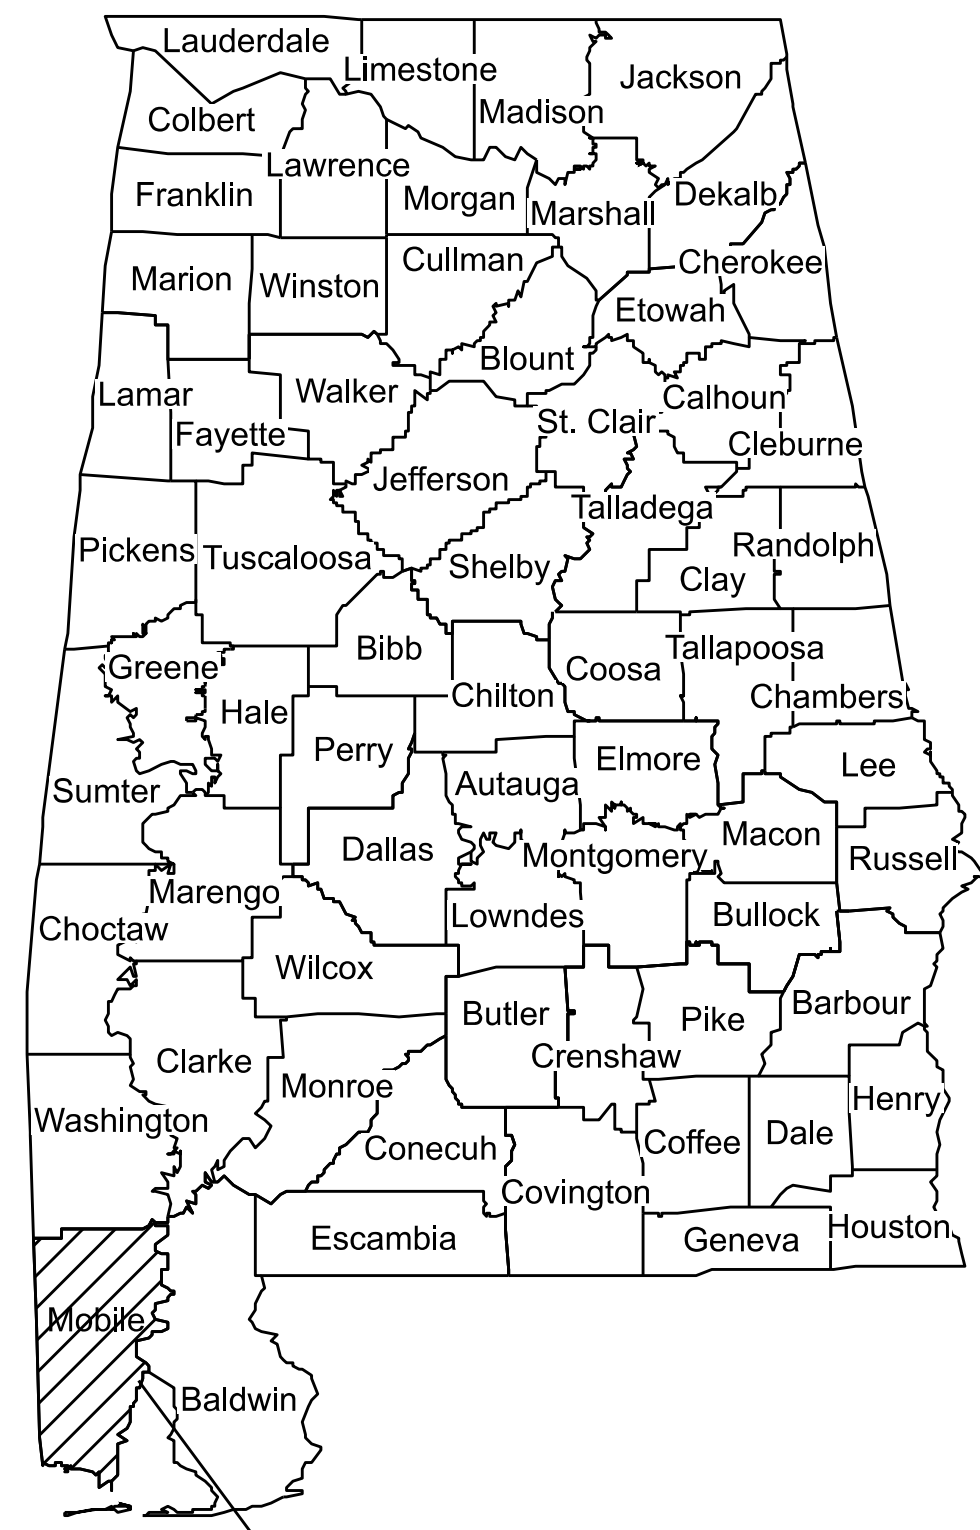 Lauderdale
Limestone
Madison
Jackson
Colbert
Lawrence
Franklin
Morgan
Marshall
Dekalb
Marion
Winston
Cullman
Cherokee
Etowah
Blount
Lamar
Walker
Calhoun
Fayette
St. Clair
Cleburne
Jefferson
Talladega
Pickens
Tuscaloosa
Shelby
Randolph
Clay
Greene
Bibb
Coosa
Tallapoosa
Hale
Chilton
Chambers
Perry
Elmore
Lee
Sumter
Autauga
Dallas
Montgomery
Macon
Russell
Marengo
Choctaw
Lowndes
Bullock
Wilcox
Butler
Pike
Barbour
Clarke
Crenshaw
Monroe
Henry
Washington
Conecuh
Coffee
Dale
Covington
Escambia
Geneva
Houston
Mobile
Baldwin